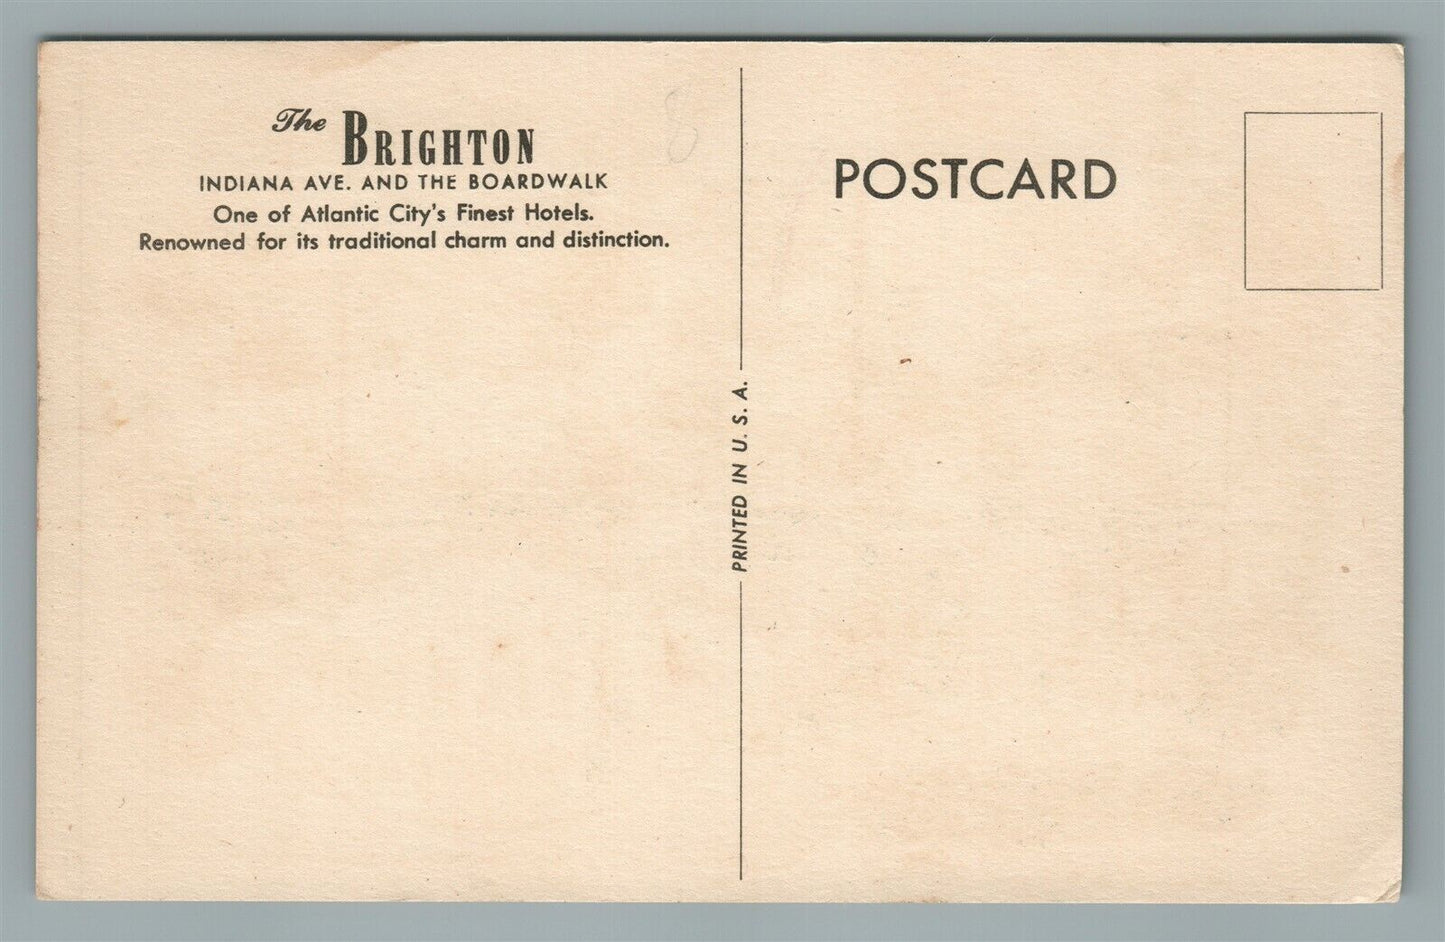 The BRIGHTON
INDIANA AVE. AND THE BOARDWALK
One of Atlantic City's Finest Hotels.
Renowned for its traditional charm and distinction.
8
PRINTED IN U. S. A.
POSTCARD